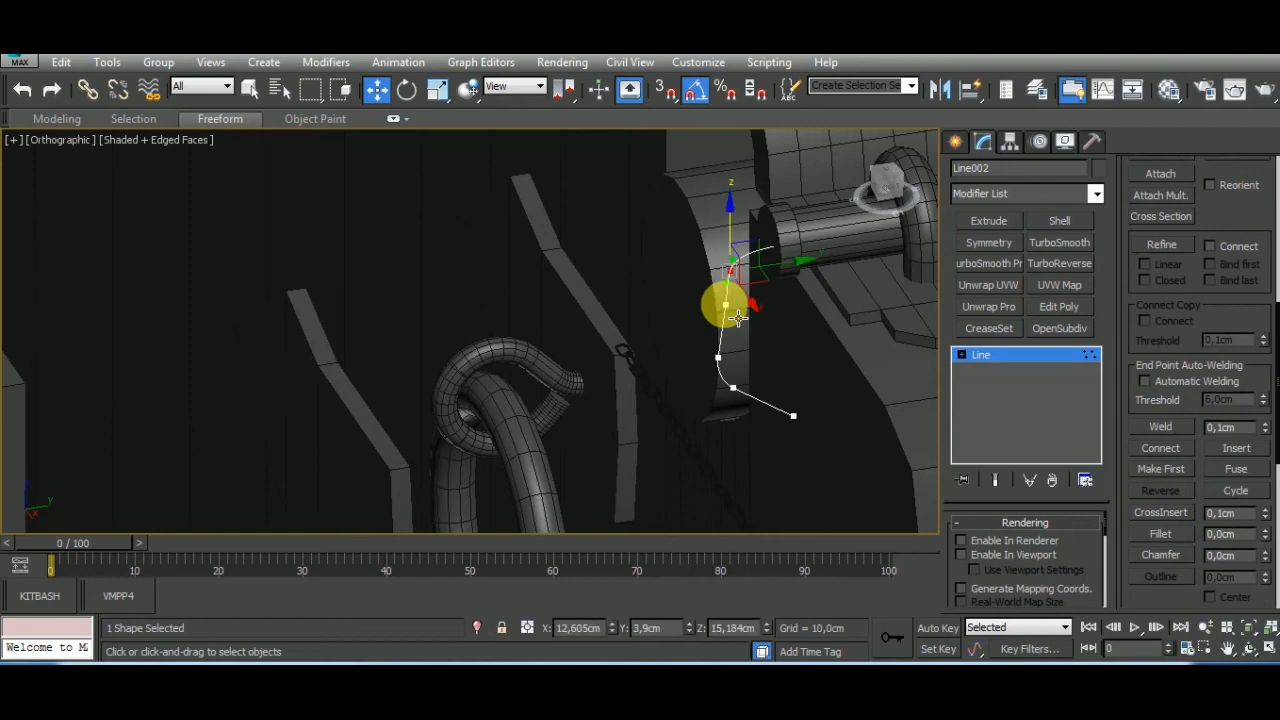 MAX
Edit Tools Group Views Create Modifiers Animation Graph Editors Rendering Civil View Customize Scripting Help
All View 3 % ABC Create Selection Se
Modeling Selection Freeform Object Paint
[+] [Orthographic] [Shaded + Edged Faces]
z
y
x
z
y
x
Line002
Modifier List
Extrude Shell
Symmetry TurboSmooth
urboSmooth Pr TurboReverse
Unwrap UVW UVW Map
Unwrap Pro Edit Poly
CreaseSet OpenSubdiv
Line
- Rendering
Enable In Renderer
Enable In Viewport
Use Viewport Settings
Generate Mapping Coords.
Real-World Map Size
Attach Reorient
Attach Mult.
Cross Section
Refine Connect
Linear Bind first
Closed Bind last
Connect Copy
Connect
Threshold 0,1cm
End Point Auto-Welding
Automatic Welding
Threshold 6,0cm
Weld 0,1cm
Connect Insert
Make First Fuse
Reverse Cycle
CrossInsert 0,1cm
Fillet 0,0cm
Chamfer 0,0cm
Outline 0,0cm
Center
< 0 / 100 >
0 10 20 30 40 50 60 70 80 90 100
KITBASH VMPP4
1 Shape Selected X: 12,605cm Y: 3,9cm Z: 15,184cm Grid = 10,0cm Auto Key Selected
Welcome to Click or click-and-drag to select objects Add Time Tag Set Key Key Filters... 0